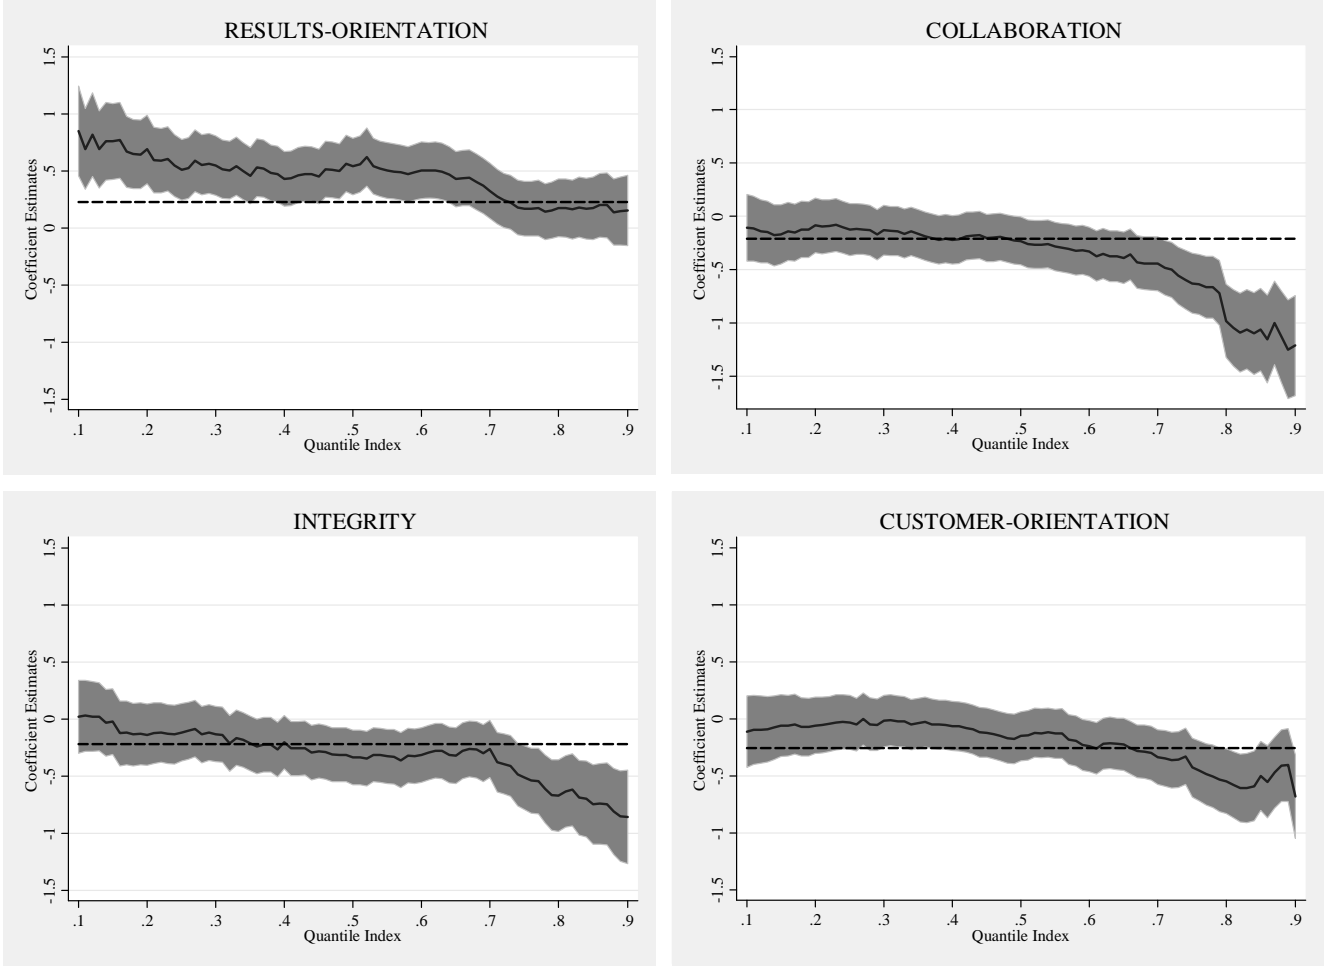 RESULTS-ORIENTATION
Coefficient Estimates
1.5
1
.5
0
-.5
-1
-1.5
.1 .2 .3 .4 .5 .6 .7 .8 .9
Quantile Index
COLLABORATION
Coefficient Estimates
1.5
1
.5
0
-.5
-1
-1.5
.1 .2 .3 .4 .5 .6 .7 .8 .9
Quantile Index
INTEGRITY
Coefficient Estimates
1.5
1
.5
0
-.5
-1
-1.5
.1 .2 .3 .4 .5 .6 .7 .8 .9
Quantile Index
CUSTOMER-ORIENTATION
Coefficient Estimates
1.5
1
.5
0
-.5
-1
-1.5
.1 .2 .3 .4 .5 .6 .7 .8 .9
Quantile Index